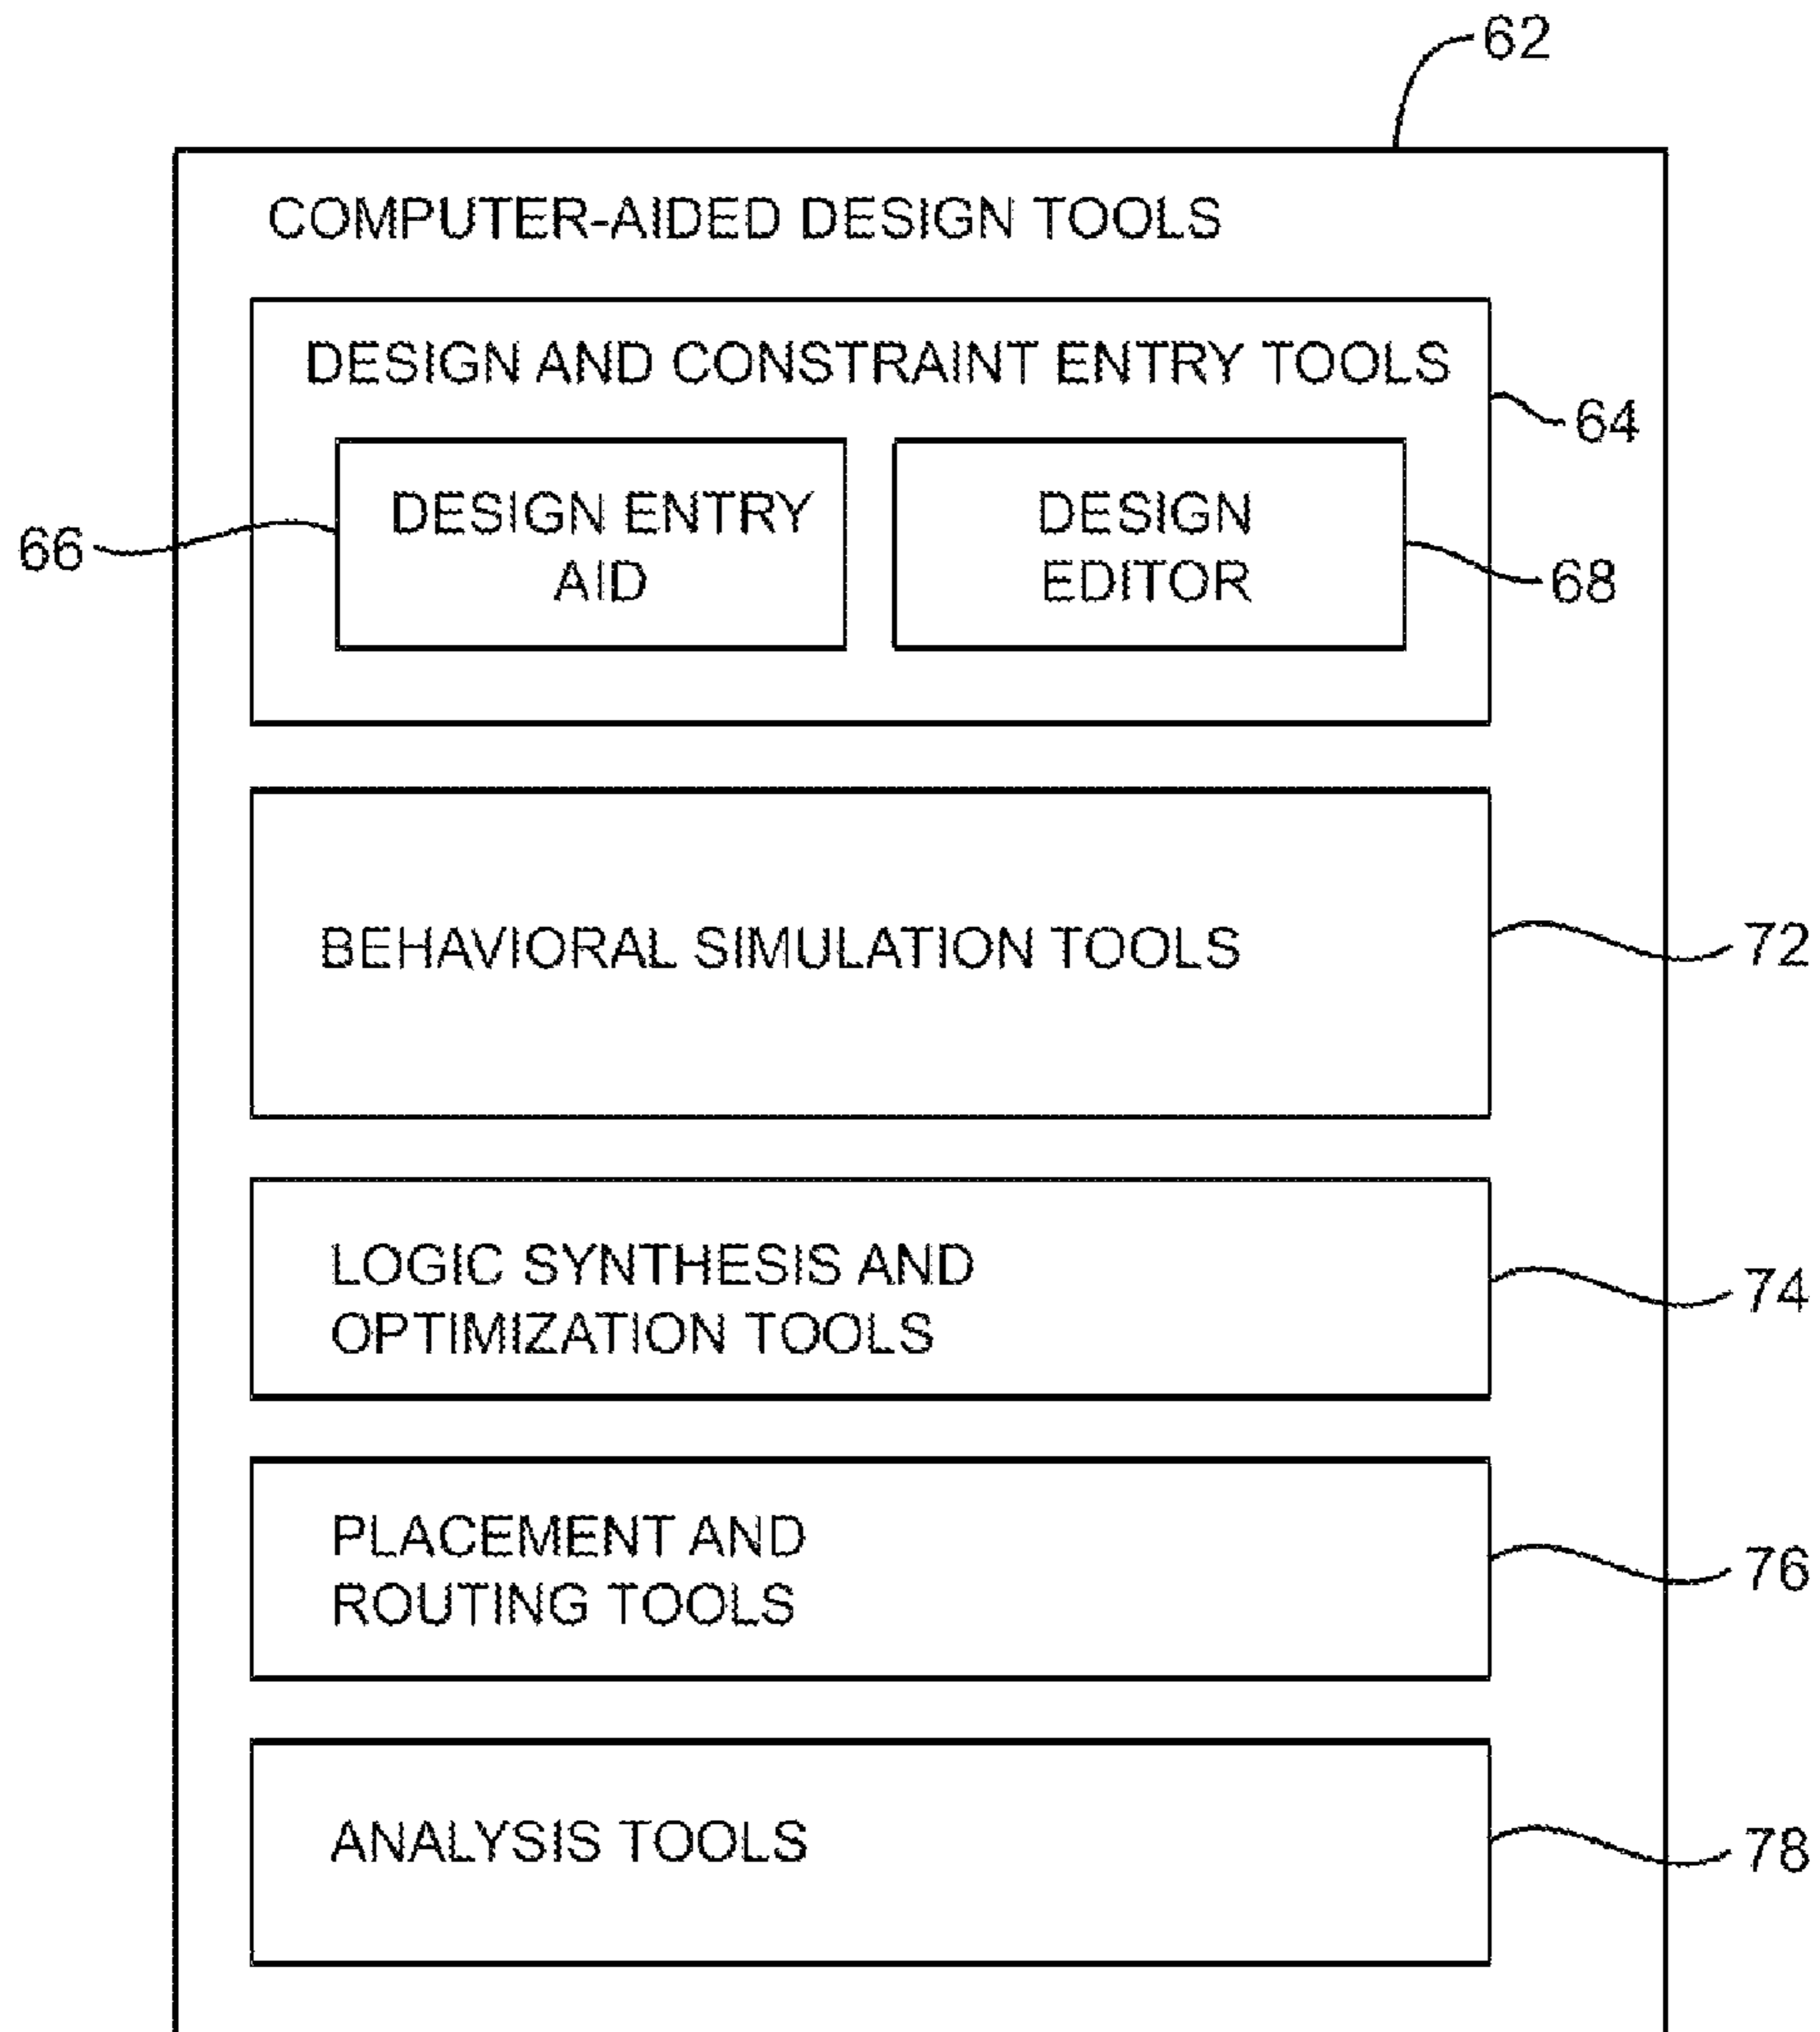 62
COMPUTER-AIDED DESIGN TOOLS
DESIGN AND CONSTRAINT ENTRY TOOLS
64
66
DESIGN ENTRY
AID
DESIGN
EDITOR
68
BEHAVIORAL SIMULATION TOOLS
72
LOGIC SYNTHESIS AND
OPTIMIZATION TOOLS
74
PLACEMENT AND
ROUTING TOOLS
76
ANALYSIS TOOLS
78